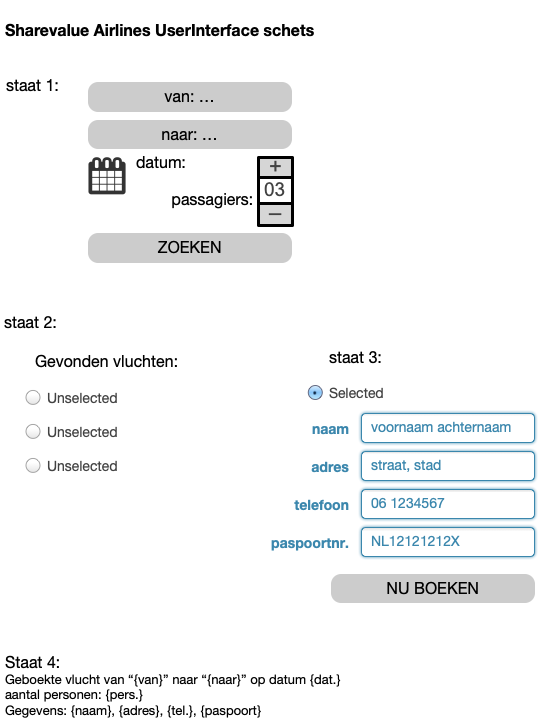 Sharevalue Airlines UserInterface schets
staat 1:
van: ...
naar: ...
datum:
passagiers:
+
03
−
ZOEKEN
staat 2:
Gevonden vluchten:
Unselected
Unselected
Unselected
staat 3:
Selected
naam voornaam achternaam
adres straat, stad
telefoon 06 1234567
paspoortnr. NL12121212X
NU BOEKEN
Staat 4:
Geboekte vlucht van “{van}” naar “{naar}” op datum {dat.}
aantal personen: {pers.}
Gegevens: {naam}, {adres}, {tel.}, {paspoort}